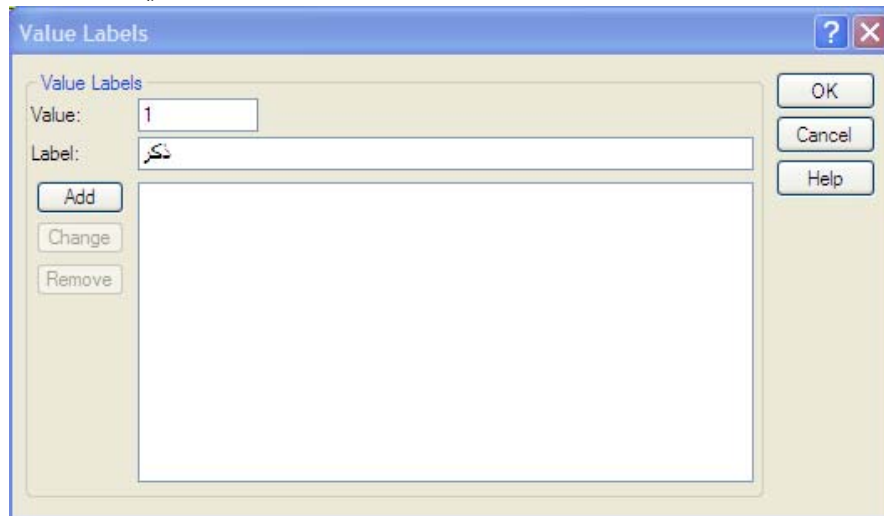 Value Labels
Value Labels
Value: 1
Label: ذكر
OK
Cancel
Help
Add
Change
Remove